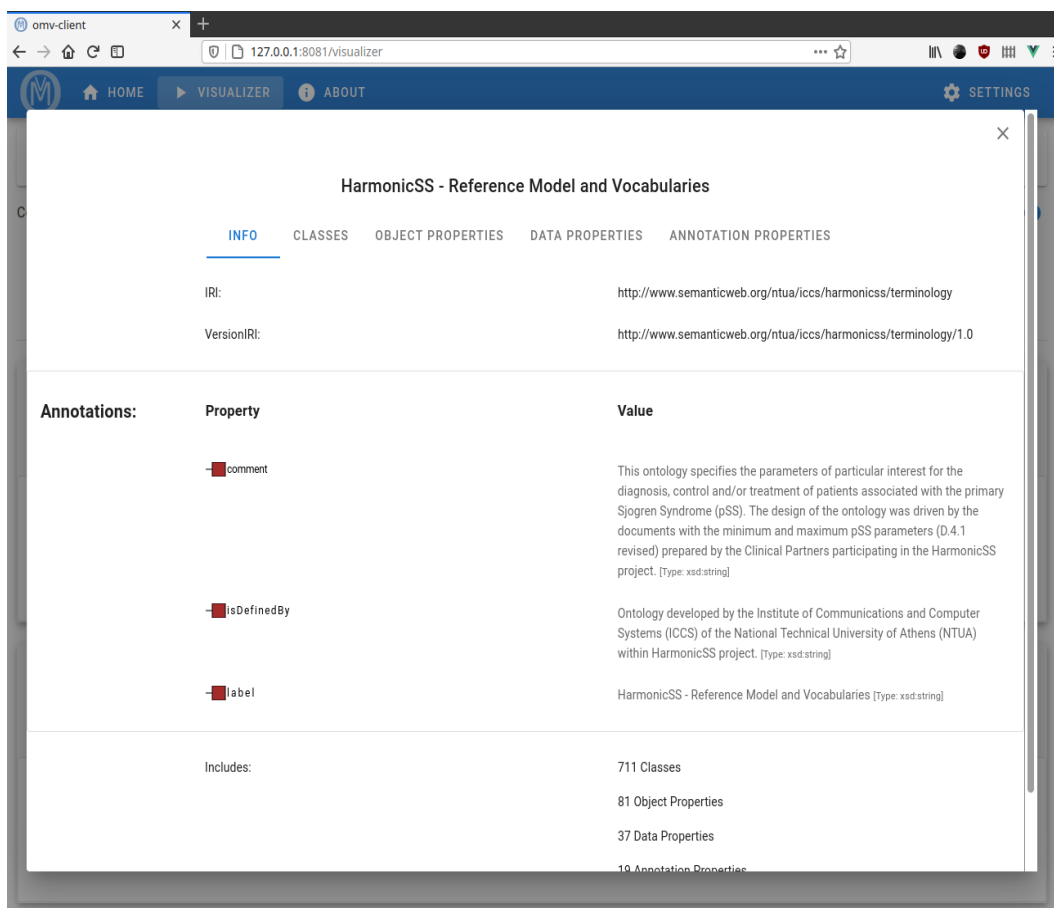 omv-client
127.0.0.1:8081/visualizer
HOME
VISUALIZER
ABOUT
SETTINGS
HarmonicSS - Reference Model and Vocabularies
INFO CLASSES OBJECT PROPERTIES DATA PROPERTIES ANNOTATION PROPERTIES
IRI: http://www.semanticweb.org/ntua/iccs/harmonicss/terminology
VersionIRI: http://www.semanticweb.org/ntua/iccs/harmonicss/terminology/1.0
Annotations: Property Value
comment
This ontology specifies the parameters of particular interest for the
diagnosis, control and/or treatment of patients associated with the primary
Sjogren Syndrome (pSS). The design of the ontology was driven by the
documents with the minimum and maximum pSS parameters (D.4.1
revised) prepared by the Clinical Partners participating in the HarmonicSS
project. [Type: xsd:string]
isDefinedBy
Ontology developed by the Institute of Communications and Computer
Systems (ICCS) of the National Technical University of Athens (NTUA)
within HarmonicSS project. [Type: xsd:string]
label
HarmonicSS - Reference Model and Vocabularies [Type: xsd:string]
Includes: 711 Classes
81 Object Properties
37 Data Properties
19 Annotation Properties